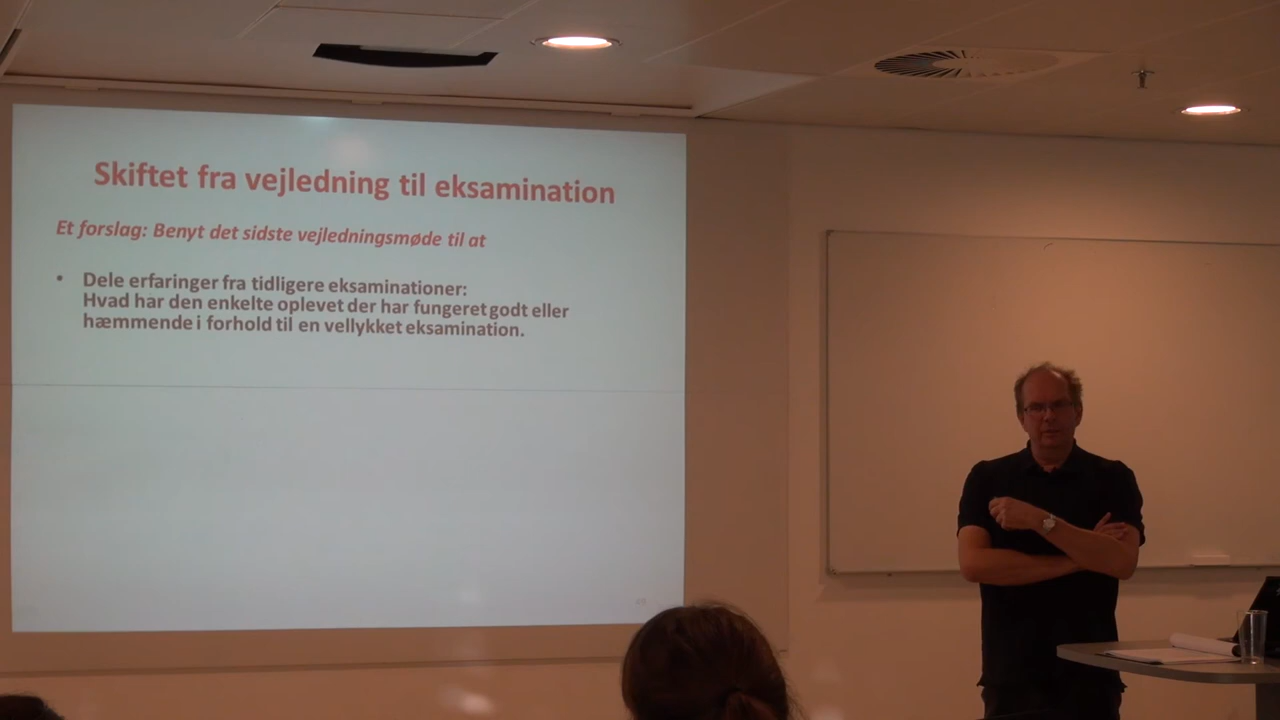 Skiftet fra vejledning til eksamination
Et forslag: Benyt det sidste vejledningsmøde til at
• Dele erfaringer fra tidligere eksaminationer:
Hvad har den enkelte oplevet der har fungeret godt eller
hæmmende i forhold til en vellykket eksamination.